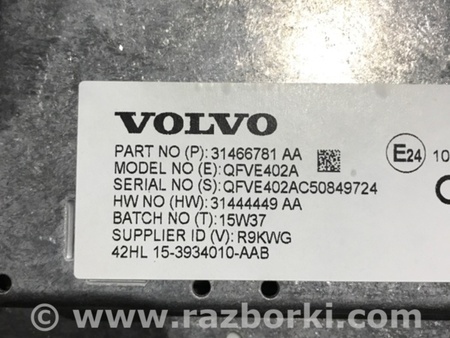 VOLVO
PART NO (P): 31466781 AA
MODEL NO (E): QFVE402A
SERIAL NO (S): QFVE402AC50849724
HW NO (HW): 31444449 AA
BATCH NO (T): 15W37
SUPPLIER ID (V): R9KWG
42HL 15-3934010-AAB
E24 10
© www.razborki.com